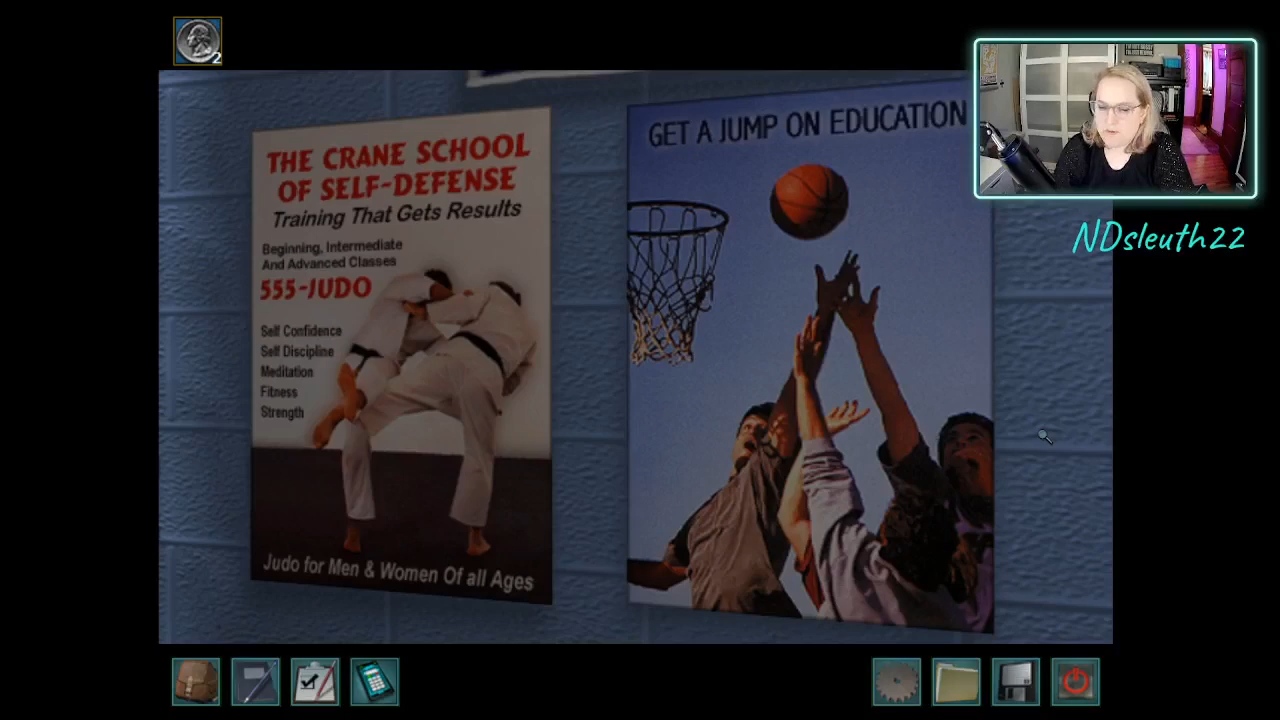 2
THE CRANE SCHOOL
OF SELF-DEFENSE
Training That Gets Results
Beginning, Intermediate
And Advanced Classes
555-JUDO
Self Confidence
Self Discipline
Meditation
Fitness
Strength
Judo for Men & Women Of all Ages
GET A JUMP ON EDUCATION
NDsleuth22